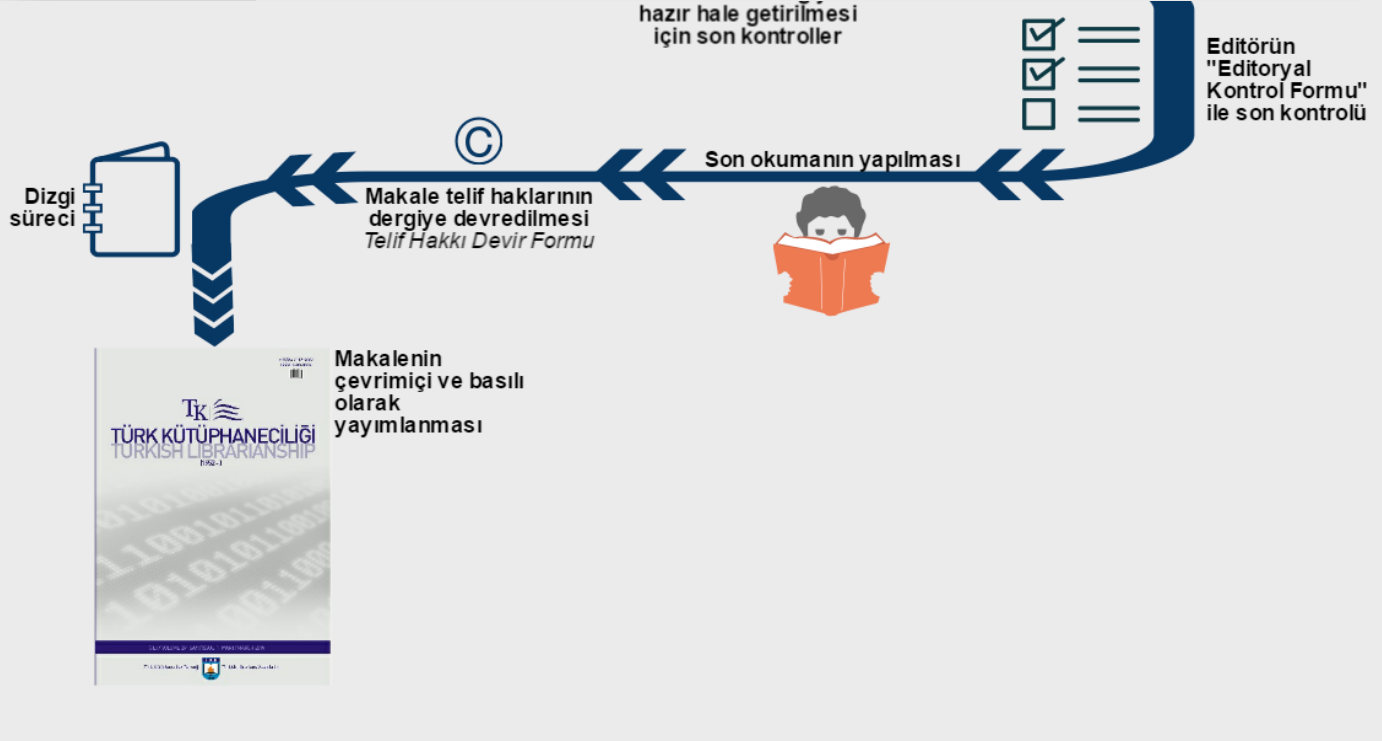 hazır hale getirilmesi
için son kontroller
Editörün
"Editoryal
Kontrol Formu"
ile son kontrolü
Son okumanın yapılması
©
Makale telif haklarının
dergiye devredilmesi
Telif Hakkı Devir Formu
Dizgi
süreci
Makalenin
çevrimiçi ve basılı
olarak
yayımlanması
TK
TÜRK KÜTÜPHANECİLİĞİ
TURKISH LIBRARIANSHIP